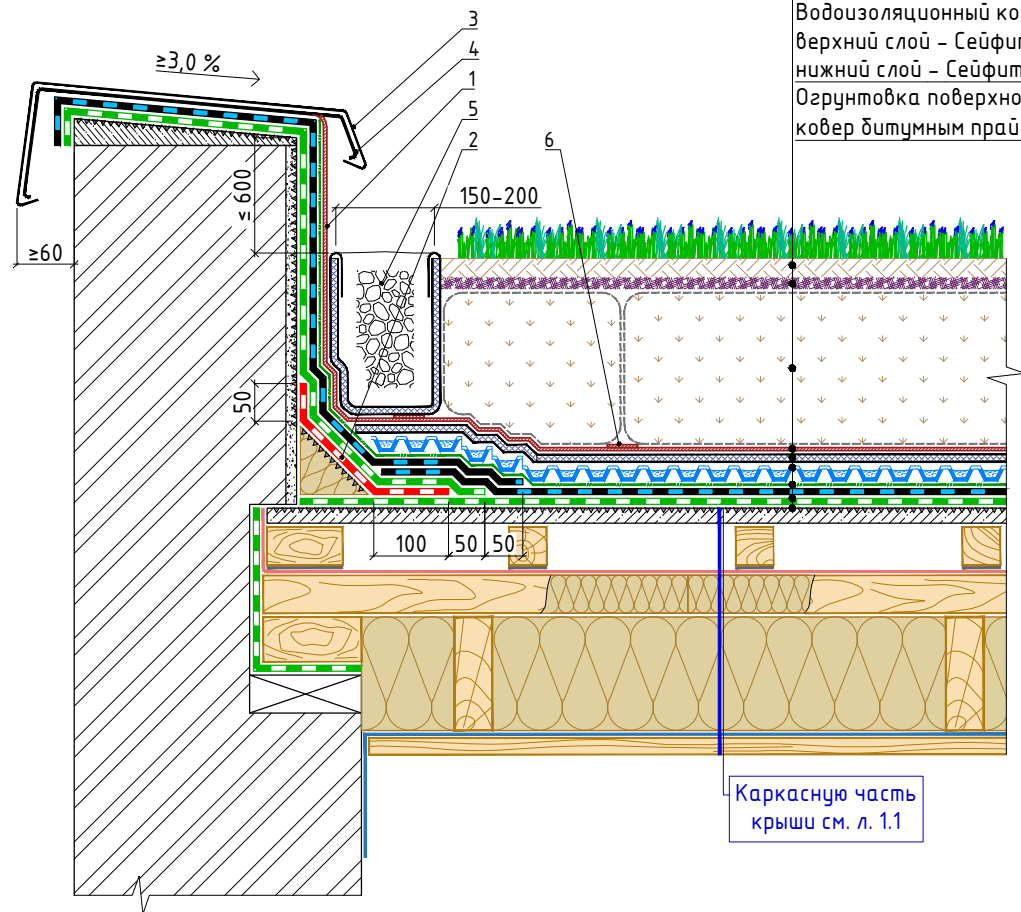 Водоизоляционный ко
верхний слой – Сейфит
нижний слой – Сейфит
Огрунтовка поверхно
ковер битумным прай
3
4
1
5
2
6
≥3,0 %
≤ 600
150-200
≥60
50
100
50
50
Каркасную часть
крыши см. л. 1.1